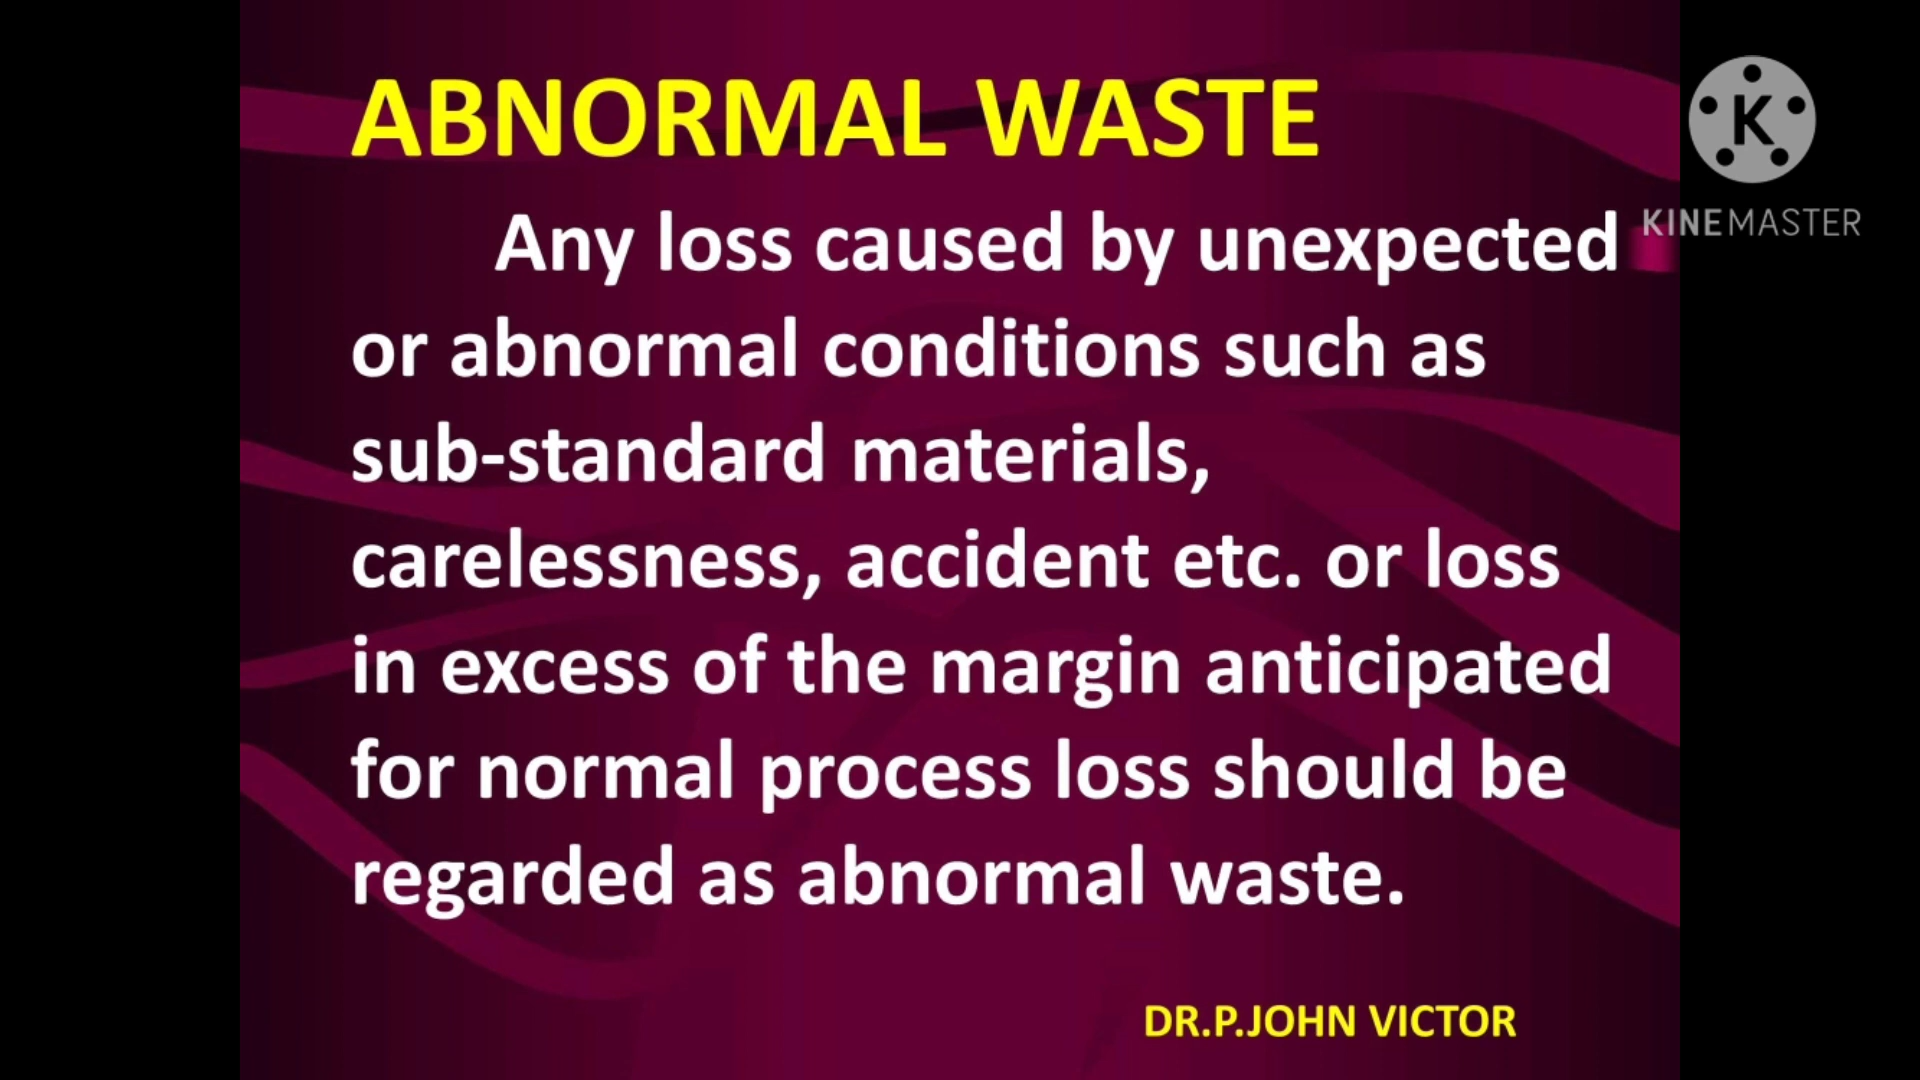 ABNORMAL WASTE
K
KINEMASTER
Any loss caused by unexpected
or abnormal conditions such as
sub-standard materials,
carelessness, accident etc. or loss
in excess of the margin anticipated
for normal process loss should be
regarded as abnormal waste.
DR.P.JOHN VICTOR